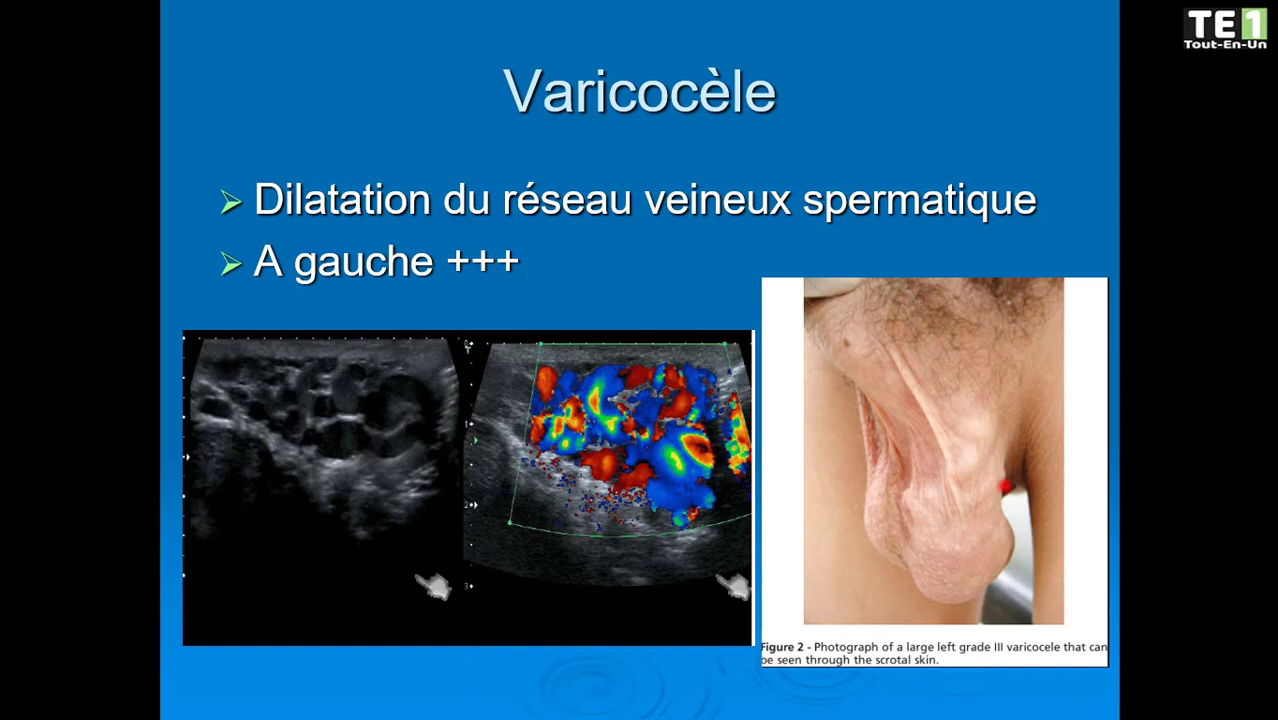 TE1
Tout-En-Un
Varicocèle
Dilatation du réseau veineux spermatique
A gauche +++
Figure 2 - Photograph of a large left grade III varicocele that can
be seen through the scrotal skin.